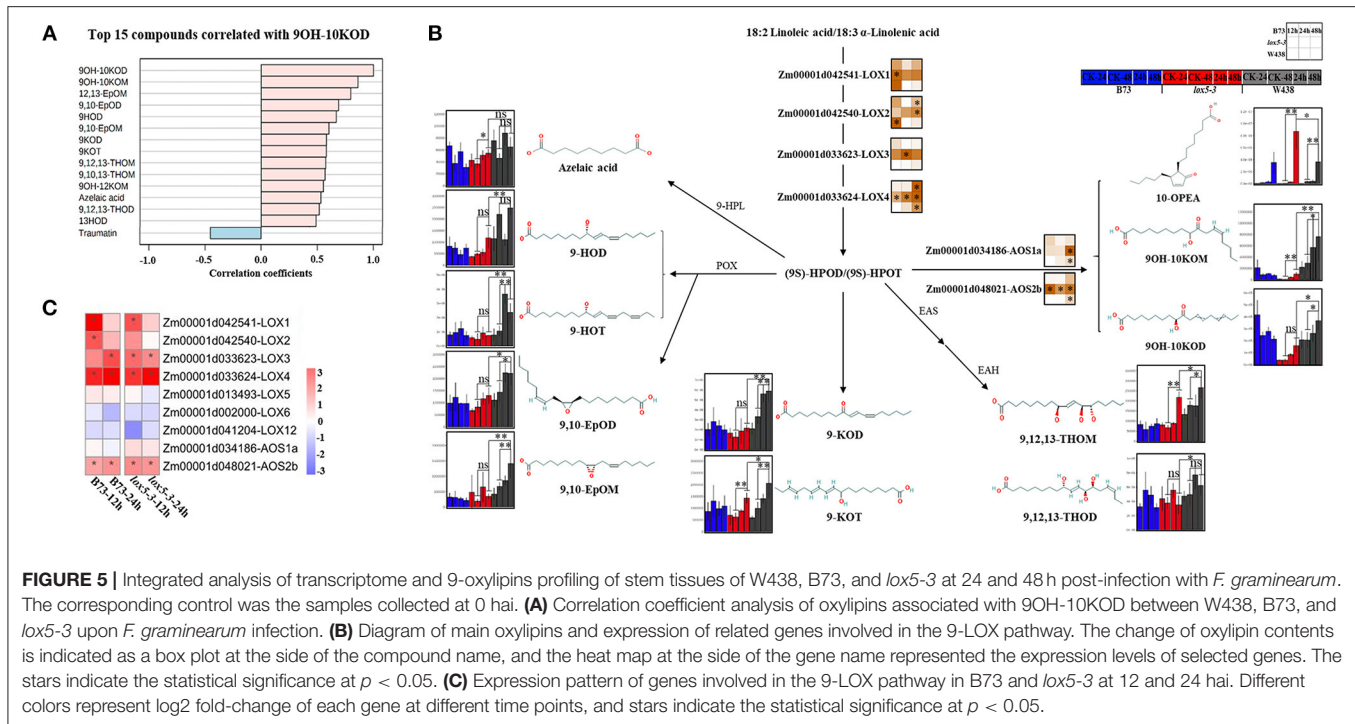 A
Top 15 compounds correlated with 9OH-10KOD
9OH-10KOD
9OH-10KOM
12,13-EpOM
9,10-EpOD
9HOD
9,10-EpOM
9KOD
9KOT
9,12,13-THOM
9,10,13-THOM
9OH-12KOM
Azelaic acid
9,12,13-THOD
13HOD
Traumatin
-1.0 -0.5 0.0 0.5 1.0
Correlation coefficients
B
18:2 Linoleic acid/18:3 α-Linolenic acid
Zm00001d042541-LOX1
Zm00001d042540-LOX2
Zm00001d033623-LOX3
Zm00001d033624-LOX4
(9S)-HPOD/(9S)-HPOT
12h 24h 48h
B73
lox5-3
W438
CK-24 CK-48 24h 48h CK-24 CK-48 24h 48h CK-24 CK-48 24h 48h
B73 lox5-3 W438
* ns ns
Azelaic acid
9-HPL
ns **
9-HOD
POX
ns ** **
9-HOT
ns * *
9,10-EpOD
ns ** **
9,10-EpOM
ns ** **
9-KOD
** * **
9-KOT
EAS
EAH
** * *
9,12,13-THOM
ns * ns
9,12,13-THOD
Zm00001d034186-AOS1a
Zm00001d048021-AOS2b
** * **
10-OPEA
** ** *
9OH-10KOM
ns * *
9OH-10KOD
C
Zm00001d042541-LOX1
Zm00001d042540-LOX2
Zm00001d033623-LOX3
Zm00001d033624-LOX4
Zm00001d013493-LOX5
Zm00001d002000-LOX6
Zm00001d041204-LOX12
Zm00001d034186-AOS1a
Zm00001d048021-AOS2b
B73-12h
B73-24h
lox5-3-12h
lox5-3-24h
3
2
1
0
-1
-2
-3
FIGURE 5 | Integrated analysis of transcriptome and 9-oxylipins profiling of stem tissues of W438, B73, and lox5-3 at 24 and 48 h post-infection with F. graminearum.
The corresponding control was the samples collected at 0 hai. (A) Correlation coefficient analysis of oxylipins associated with 9OH-10KOD between W438, B73, and
lox5-3 upon F. graminearum infection. (B) Diagram of main oxylipins and expression of related genes involved in the 9-LOX pathway. The change of oxylipin contents
is indicated as a box plot at the side of the compound name, and the heat map at the side of the gene name represented the expression levels of selected genes. The
stars indicate the statistical significance at p < 0.05. (C) Expression pattern of genes involved in the 9-LOX pathway in B73 and lox5-3 at 12 and 24 hai. Different
colors represent log2 fold-change of each gene at different time points, and stars indicate the statistical significance at p < 0.05.